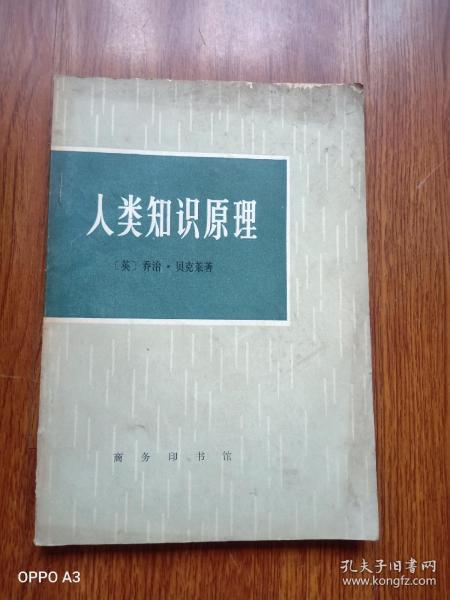 人类知识原理
〔英〕乔治·贝克莱著
商务印书馆
OPPO A3
孔夫子旧书网
www.kongfz.com